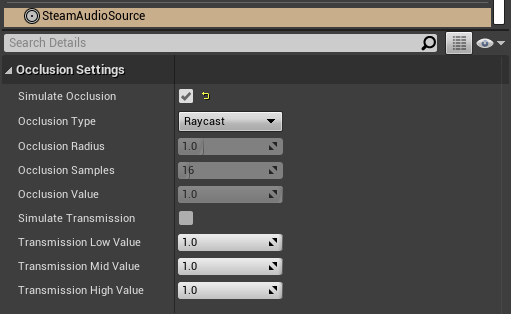 SteamAudioSource
Search Details
Occlusion Settings
Simulate Occlusion
Occlusion Type Raycast
Occlusion Radius 1.0
Occlusion Samples 16
Occlusion Value 1.0
Simulate Transmission
Transmission Low Value 1.0
Transmission Mid Value 1.0
Transmission High Value 1.0